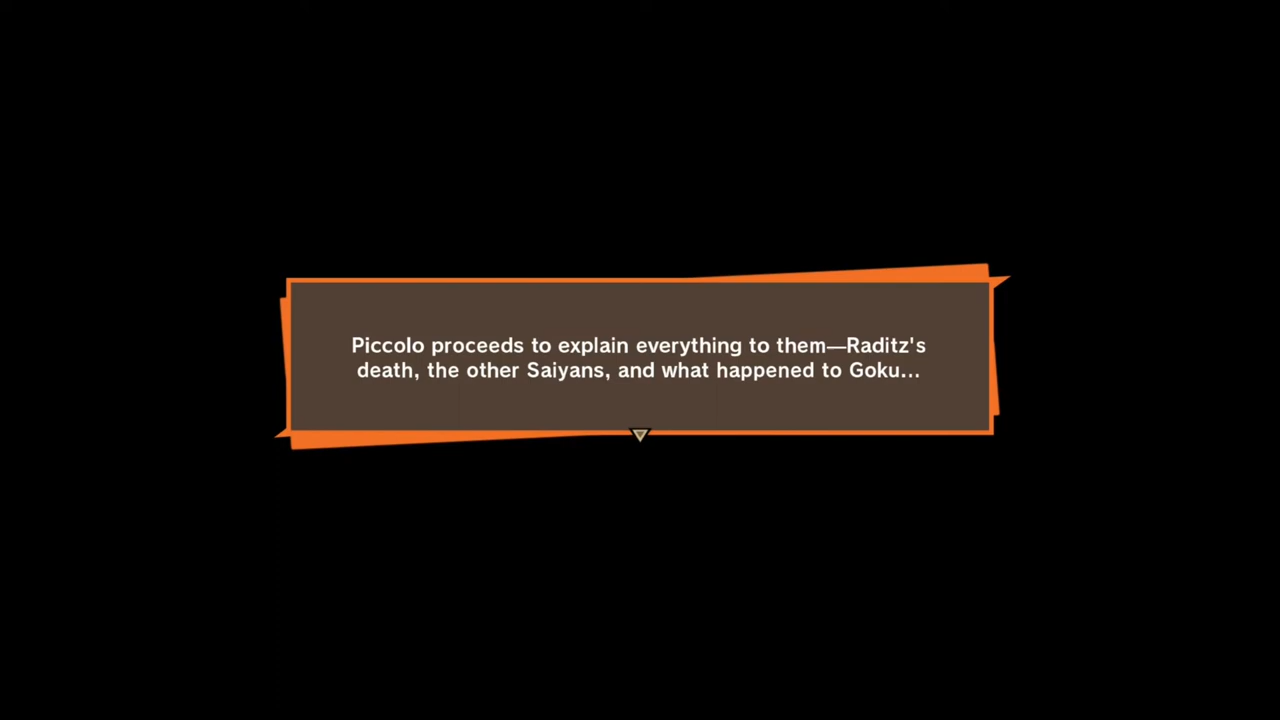 Piccolo proceeds to explain everything to them—Raditz's
death, the other Saiyans, and what happened to Goku...